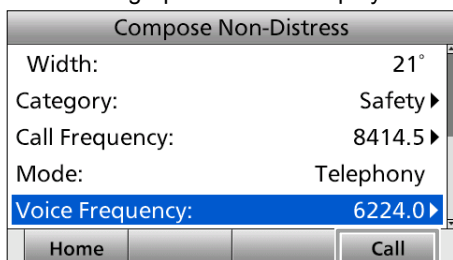 Compose Non-Distress
Width: 21°
Category: Safety
Call Frequency: 8414.5
Mode: Telephony
Voice Frequency: 6224.0
Home Call